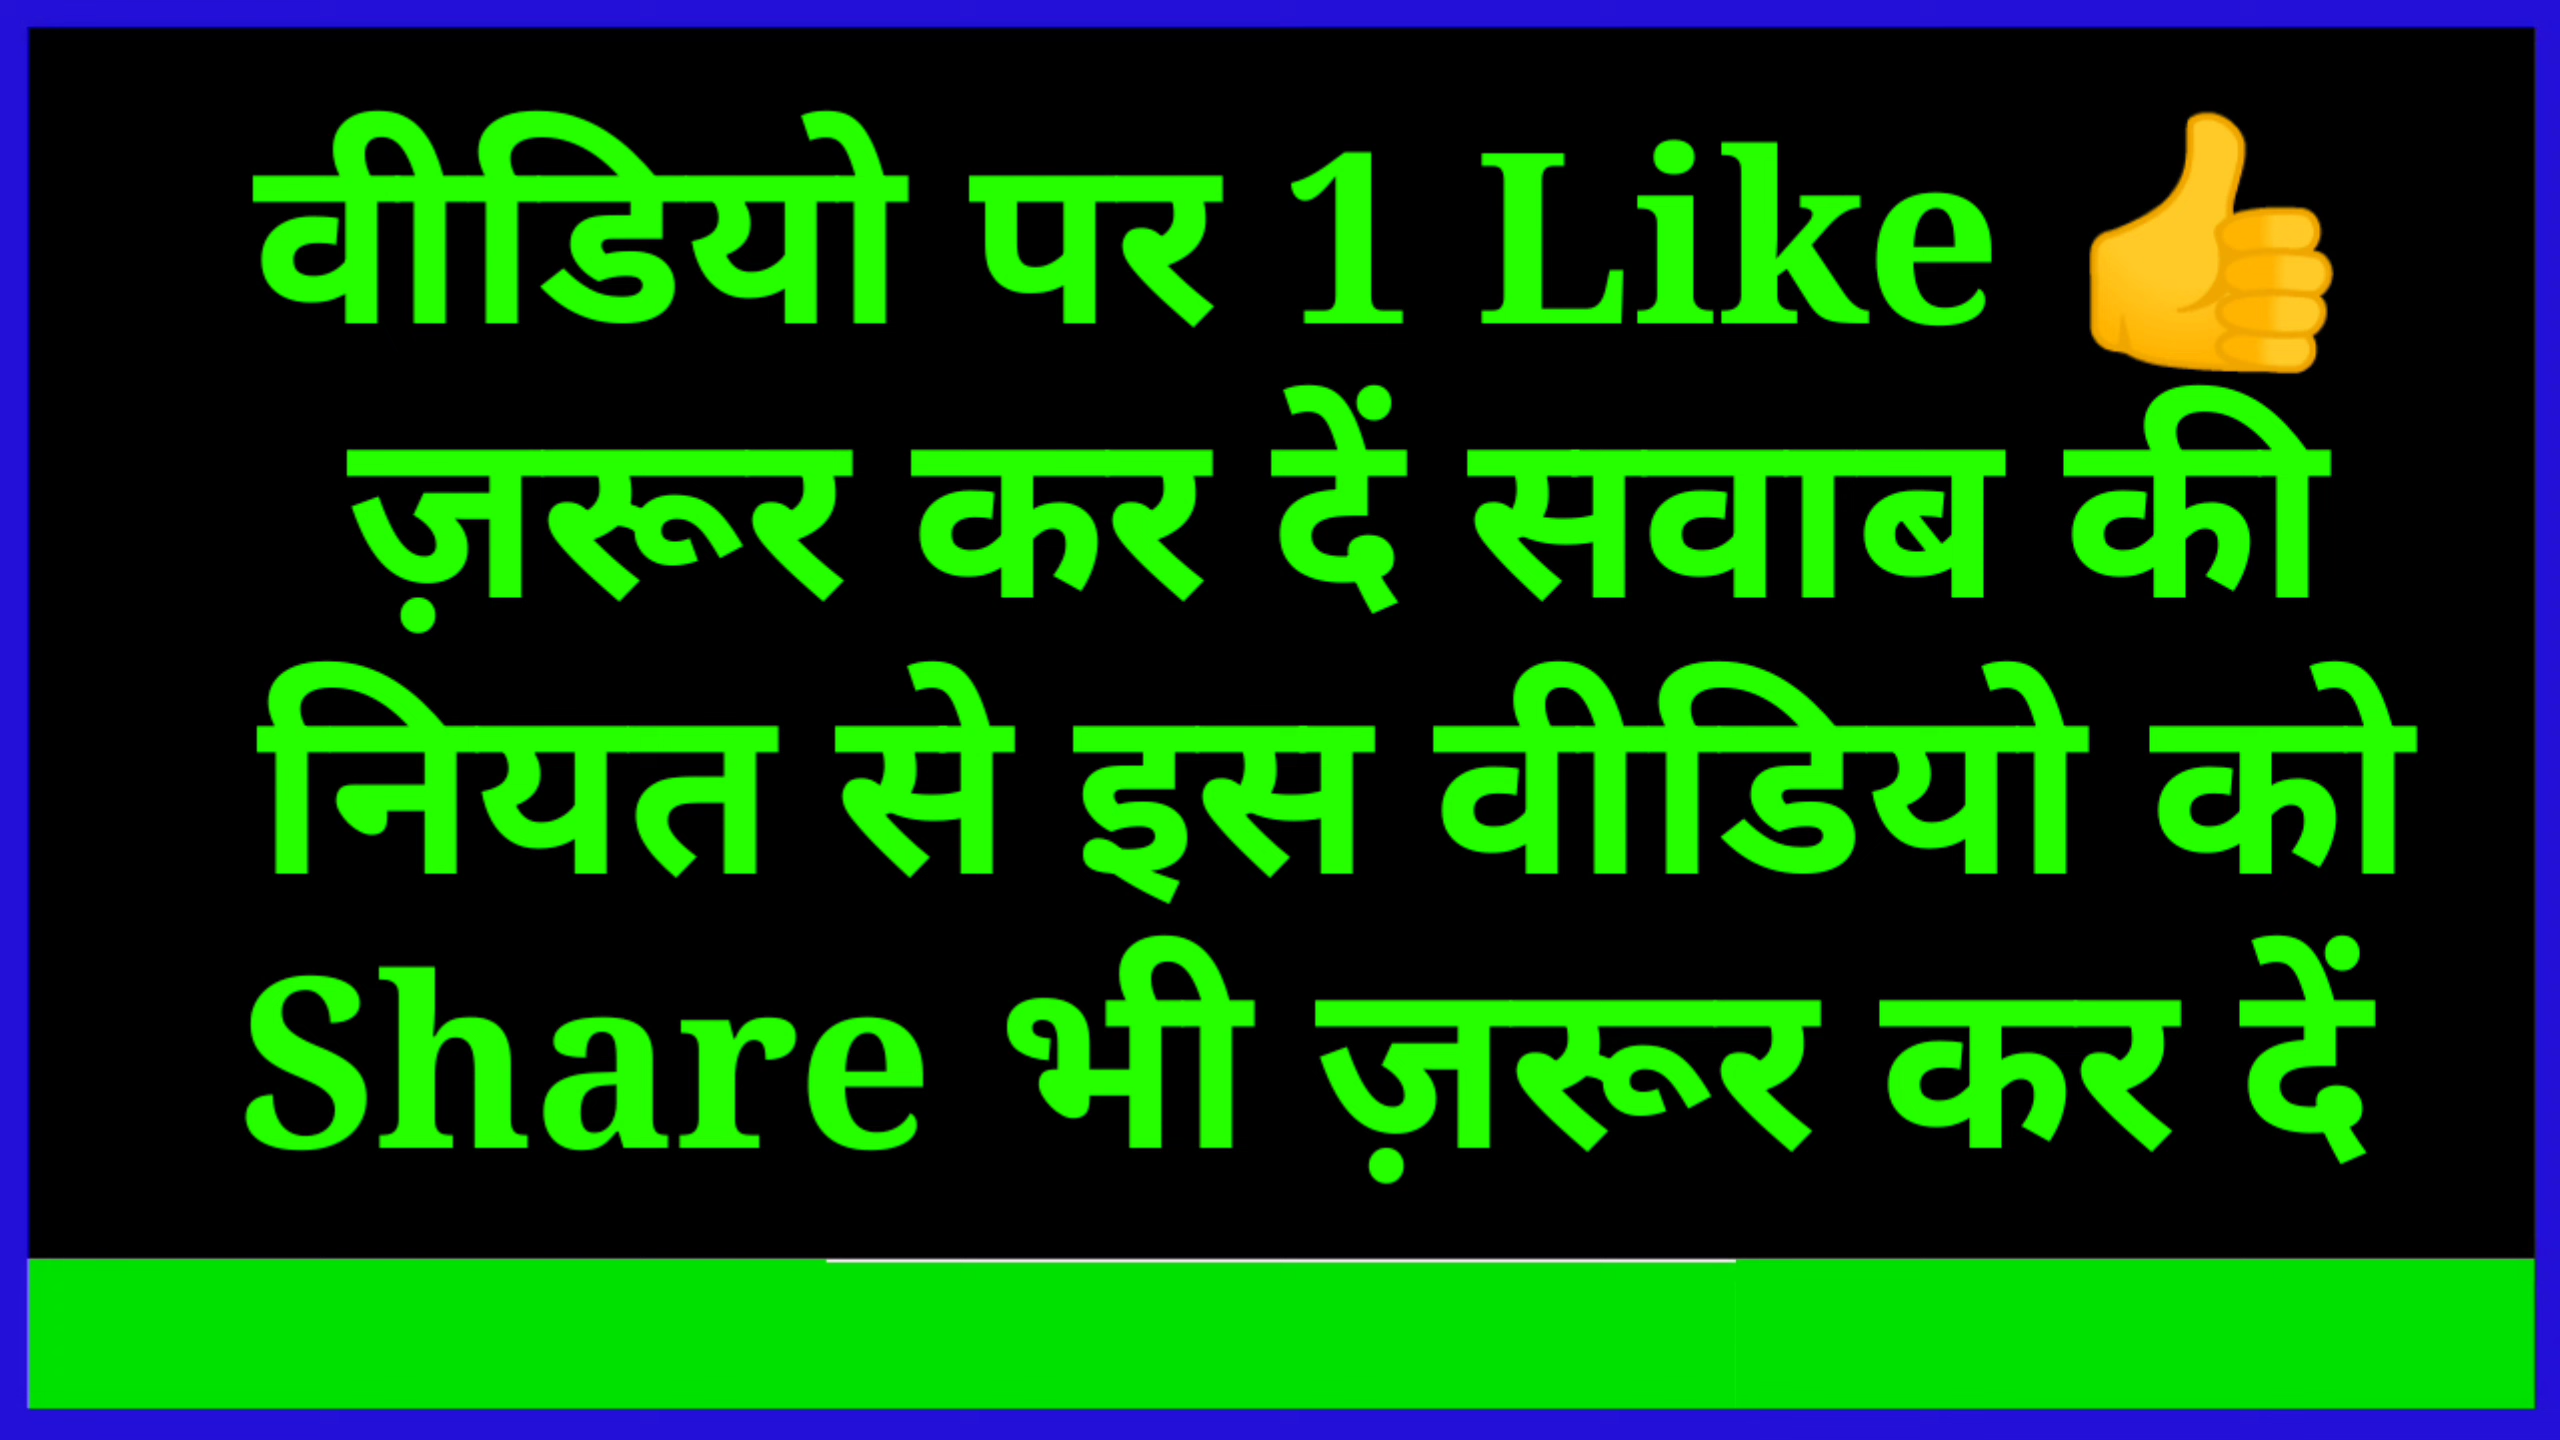 वीडियो पर 1 Like 👍
ज़रूर कर दें सवाब की
नियत से इस वीडियो को
Share भी ज़रूर कर दें